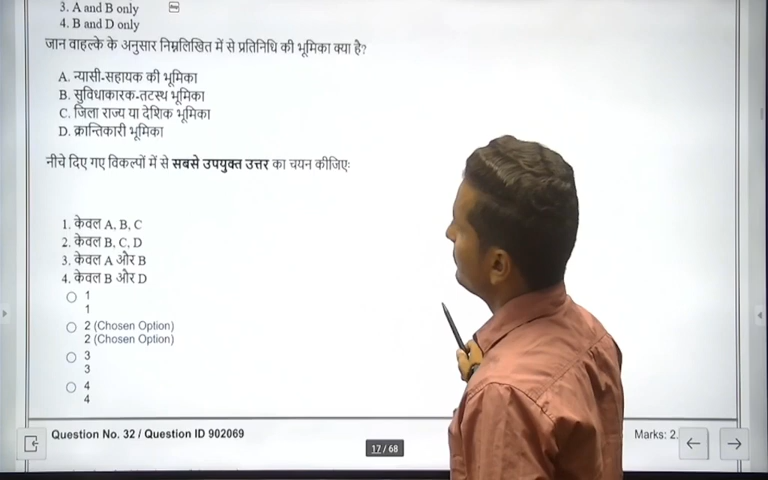 3. A and B only
4. B and D only
जान वाहल्के के अनुसार निम्नलिखित में से प्रतिनिधि की भूमिका क्या है?
A. न्यासी-सहायक की भूमिका
B. सुविधाकारक-तटस्थ भूमिका
C. जिला राज्य या देशिक भूमिका
D. क्रान्तिकारी भूमिका
नीचे दिए गए विकल्पों में से सबसे उपयुक्त उत्तर का चयन कीजिएः
1. केवल A, B, C
2. केवल B, C, D
3. केवल A और B
4. केवल B और D
1
1
2 (Chosen Option)
2 (Chosen Option)
3
3
4
4
Question No. 32 / Question ID 902069 Marks: 2.
17 / 68